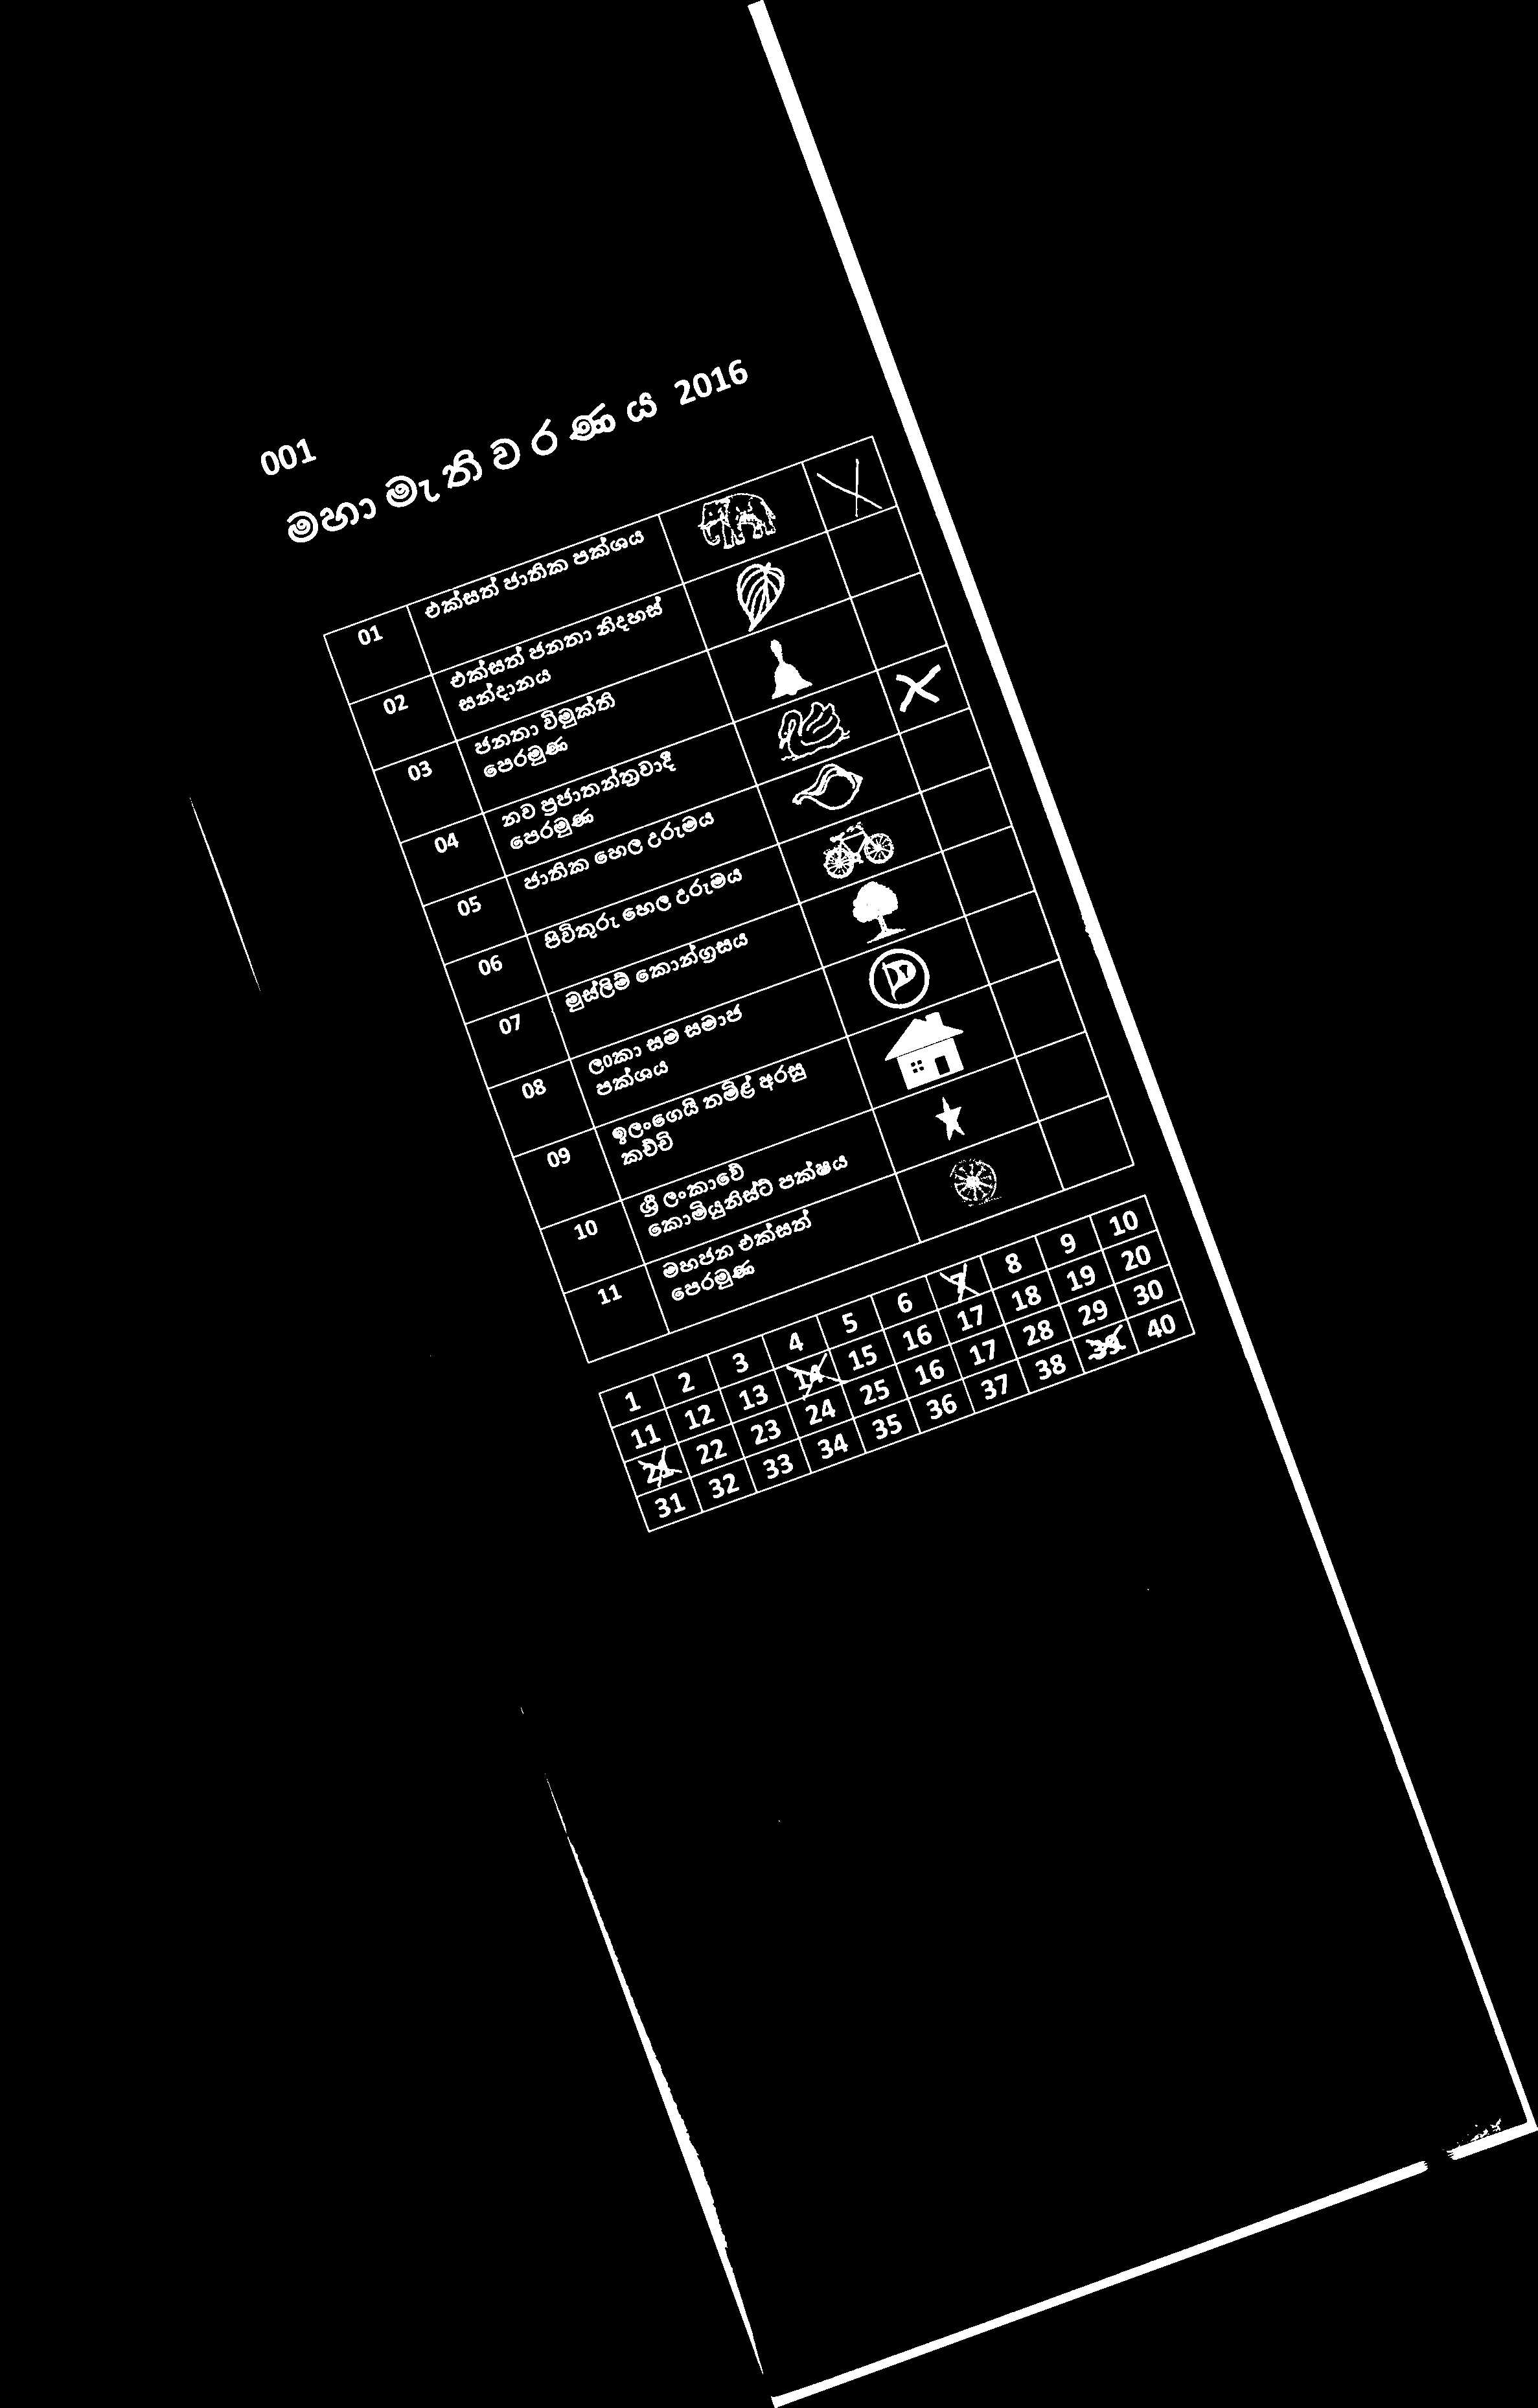 001
මහා මැතිවරණය 2016
01 එක්සත් ජාතික පක්ශය
02 එක්සත් ජනතා නිදහස්
සන්දානය
03 ජනතා විමුක්ති
පෙරමුණ
04 නව ප්‍රජාතන්ත්‍රවාදී
පෙරමුණ
05 ජාතික හෙල උරුමය
06 පිවිතුරු හෙල උරුමය
07 මුස්ලිම් කොන්ග්‍රසය
08 ලංකා සම සමාජ
පක්ශය
09 ඉලංගෙයි තමිළ් අරසු
කච්චි
10 ශ්‍රී ලංකාවේ
කොමියුනිස්ට් පක්ෂය
11 මහජන එක්සත්
පෙරමුණ
1 2 3 4 5 6 7 8 9 10
11 12 13 14 15 16 17 18 19 20
21 22 23 24 25 16 17 28 29 30
31 32 33 34 35 36 37 38 39 40